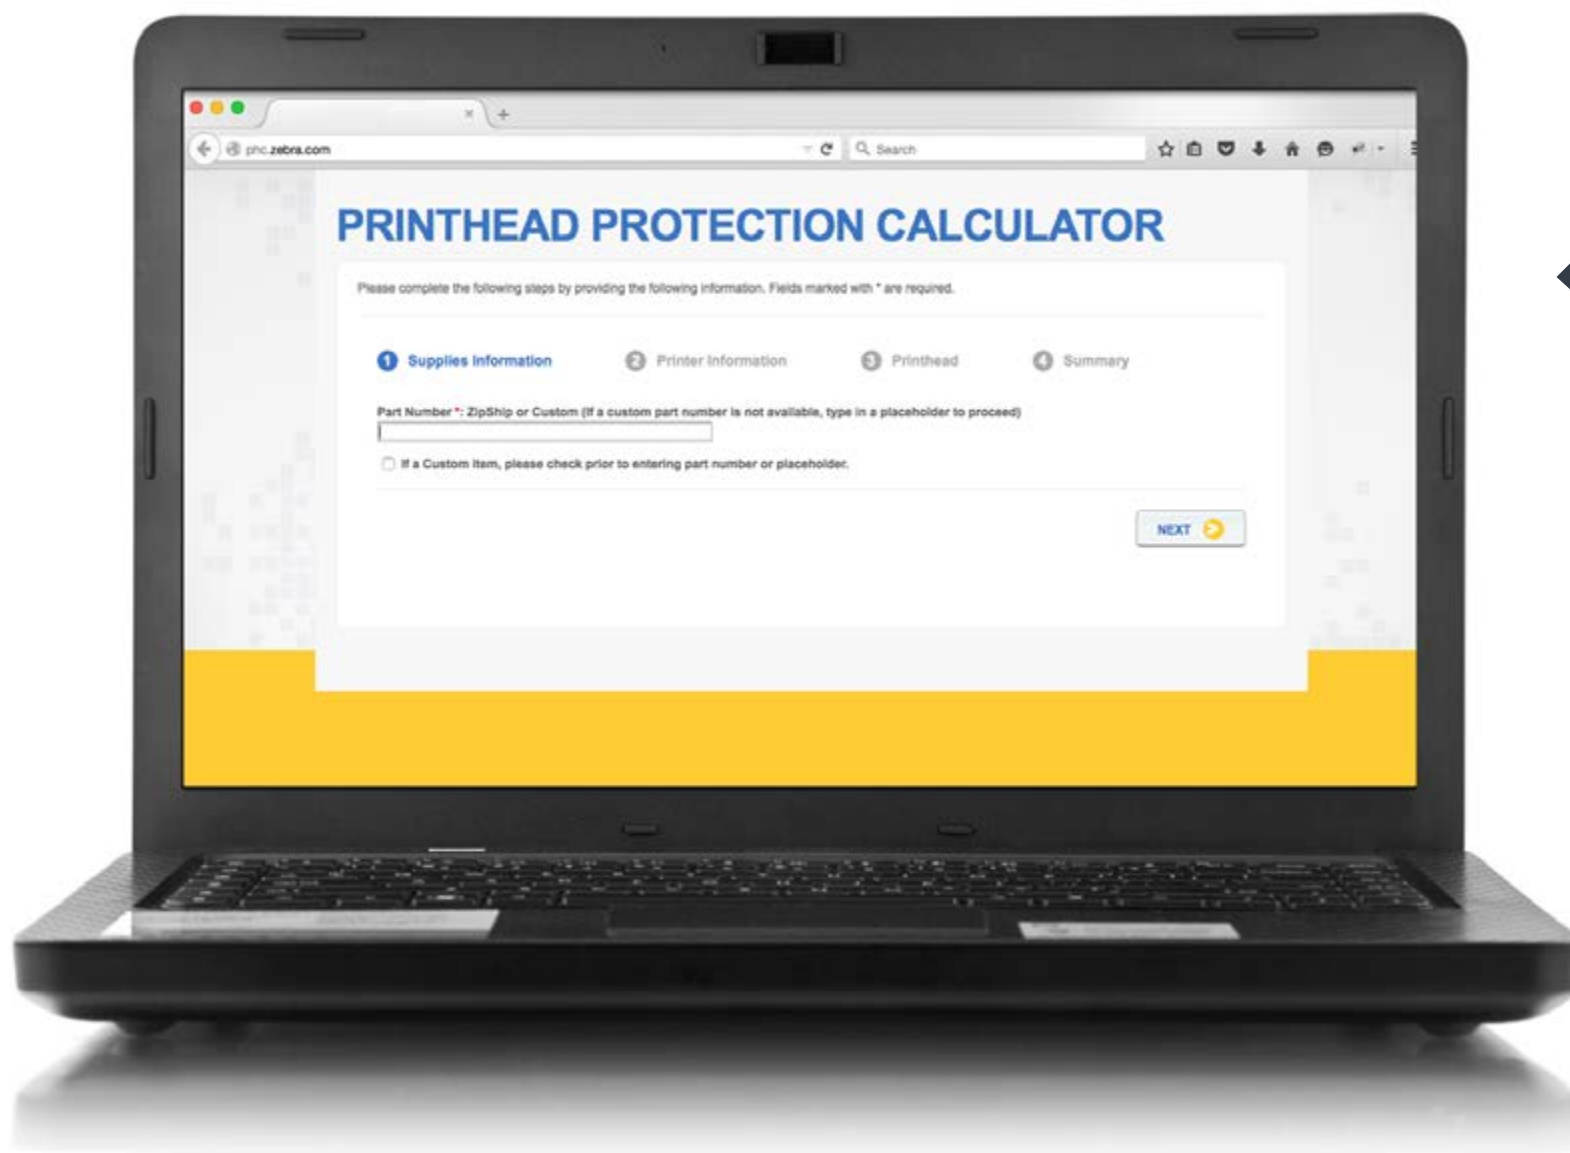 phc.zebra.com
Search
PRINTHEAD PROTECTION CALCULATOR
Please complete the following steps by providing the following information. Fields marked with * are required.
1 Supplies Information 2 Printer Information 3 Printhead 4 Summary
Part Number *: ZipShip or Custom (If a custom part number is not available, type in a placeholder to proceed)
If a Custom Item, please check prior to entering part number or placeholder.
NEXT